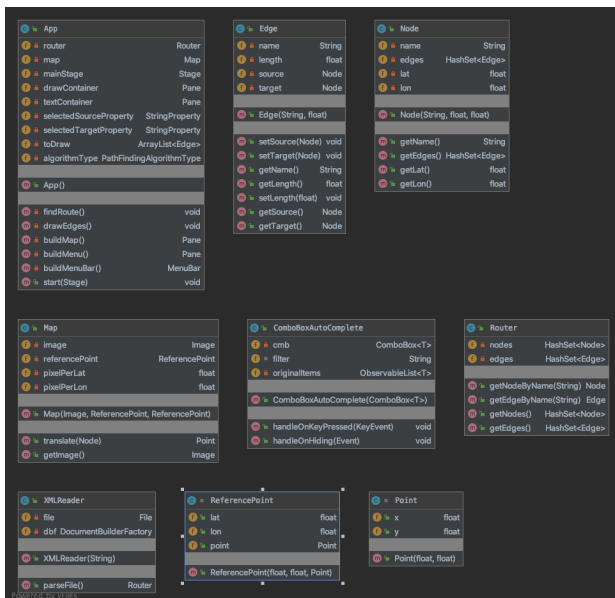 App
router Router
map Map
mainStage Stage
drawContainer Pane
textContainer Pane
selectedSourceProperty StringProperty
selectedTargetProperty StringProperty
toDraw ArrayList<Edge>
algorithmType PathFindingAlgorithmType
App()
findRoute() void
drawEdges() void
buildMap() Pane
buildMenu() Pane
buildMenuBar() MenuBar
start(Stage) void
Edge
name String
length float
source Node
target Node
Edge(String, float)
setSource(Node) void
setTarget(Node) void
getName() String
getLength() float
setLength(float) void
getSource() Node
getTarget() Node
Node
name String
edges HashSet<Edge>
lat float
lon float
Node(String, float, float)
getName() String
getEdges() HashSet<Edge>
getLat() float
getLon() float
Map
image Image
referencePoint ReferencePoint
pixelPerLat float
pixelPerLon float
Map(Image, ReferencePoint, ReferencePoint)
translate(Node) Point
getImage() Image
ComboBoxAutoComplete
cmb ComboBox<T>
filter String
originalItems ObservableList<T>
ComboBoxAutoComplete(ComboBox<T>)
handleOnKeyPressed(KeyEvent) void
handleOnHiding(Event) void
Router
nodes HashSet<Node>
edges HashSet<Edge>
getNodeByName(String) Node
getEdgeByName(String) Edge
getNodes() HashSet<Node>
getEdges() HashSet<Edge>
XMLReader
file File
dbf DocumentBuilderFactory
XMLReader(String)
parseFile() Router
ReferencePoint
lat float
lon float
point Point
ReferencePoint(float, float, Point)
Point
x float
y float
Point(float, float)
Powered by yFiles